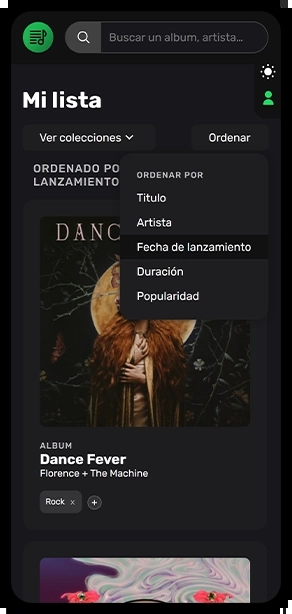 Buscar un album, artista...
Mi lista
Ver colecciones
Ordenar
ORDENADO PO
LANZAMIENTO
ORDENAR POR
Titulo
Artista
Fecha de lanzamiento
Duración
Popularidad
DANC
ALBUM
Dance Fever
Florence + The Machine
Rock x
+